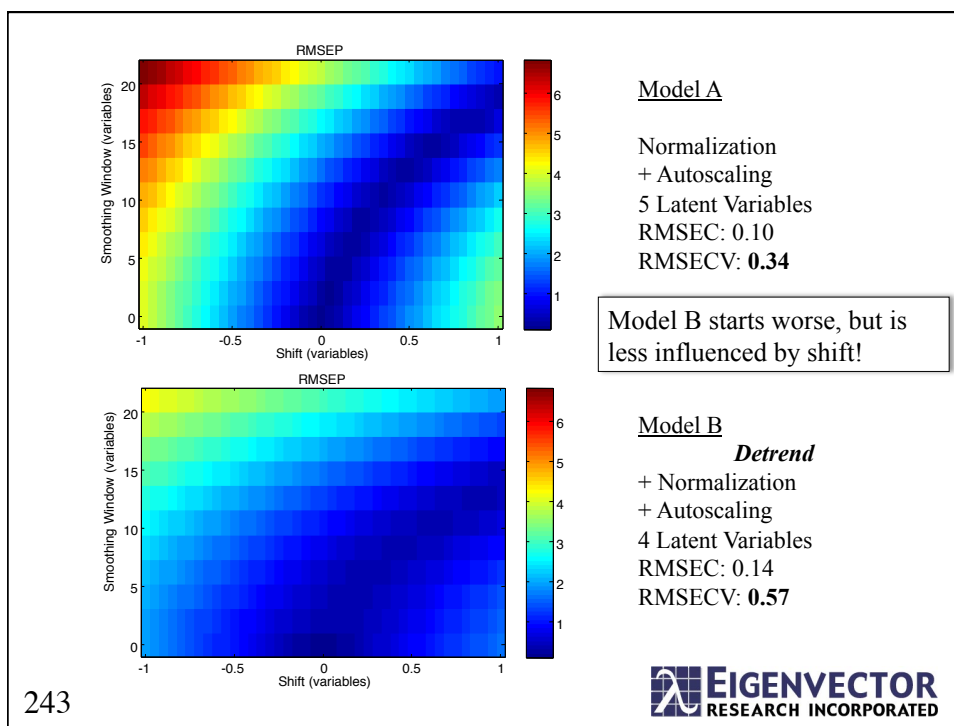 RMSEP
Smoothing Window (variables)
20
15
10
5
0
-1
-0.5
0
0.5
1
Shift (variables)
6
5
4
3
2
1
Model A
Normalization
+ Autoscaling
5 Latent Variables
RMSEC: 0.10
RMSECV: 0.34
Model B starts worse, but is
less influenced by shift!
RMSEP
Smoothing Window (variables)
20
15
10
5
0
-1
-0.5
0
0.5
1
Shift (variables)
6
5
4
3
2
1
Model B
Detrend
+ Normalization
+ Autoscaling
4 Latent Variables
RMSEC: 0.14
RMSECV: 0.57
243
λ
EIGENVECTOR
RESEARCH INCORPORATED